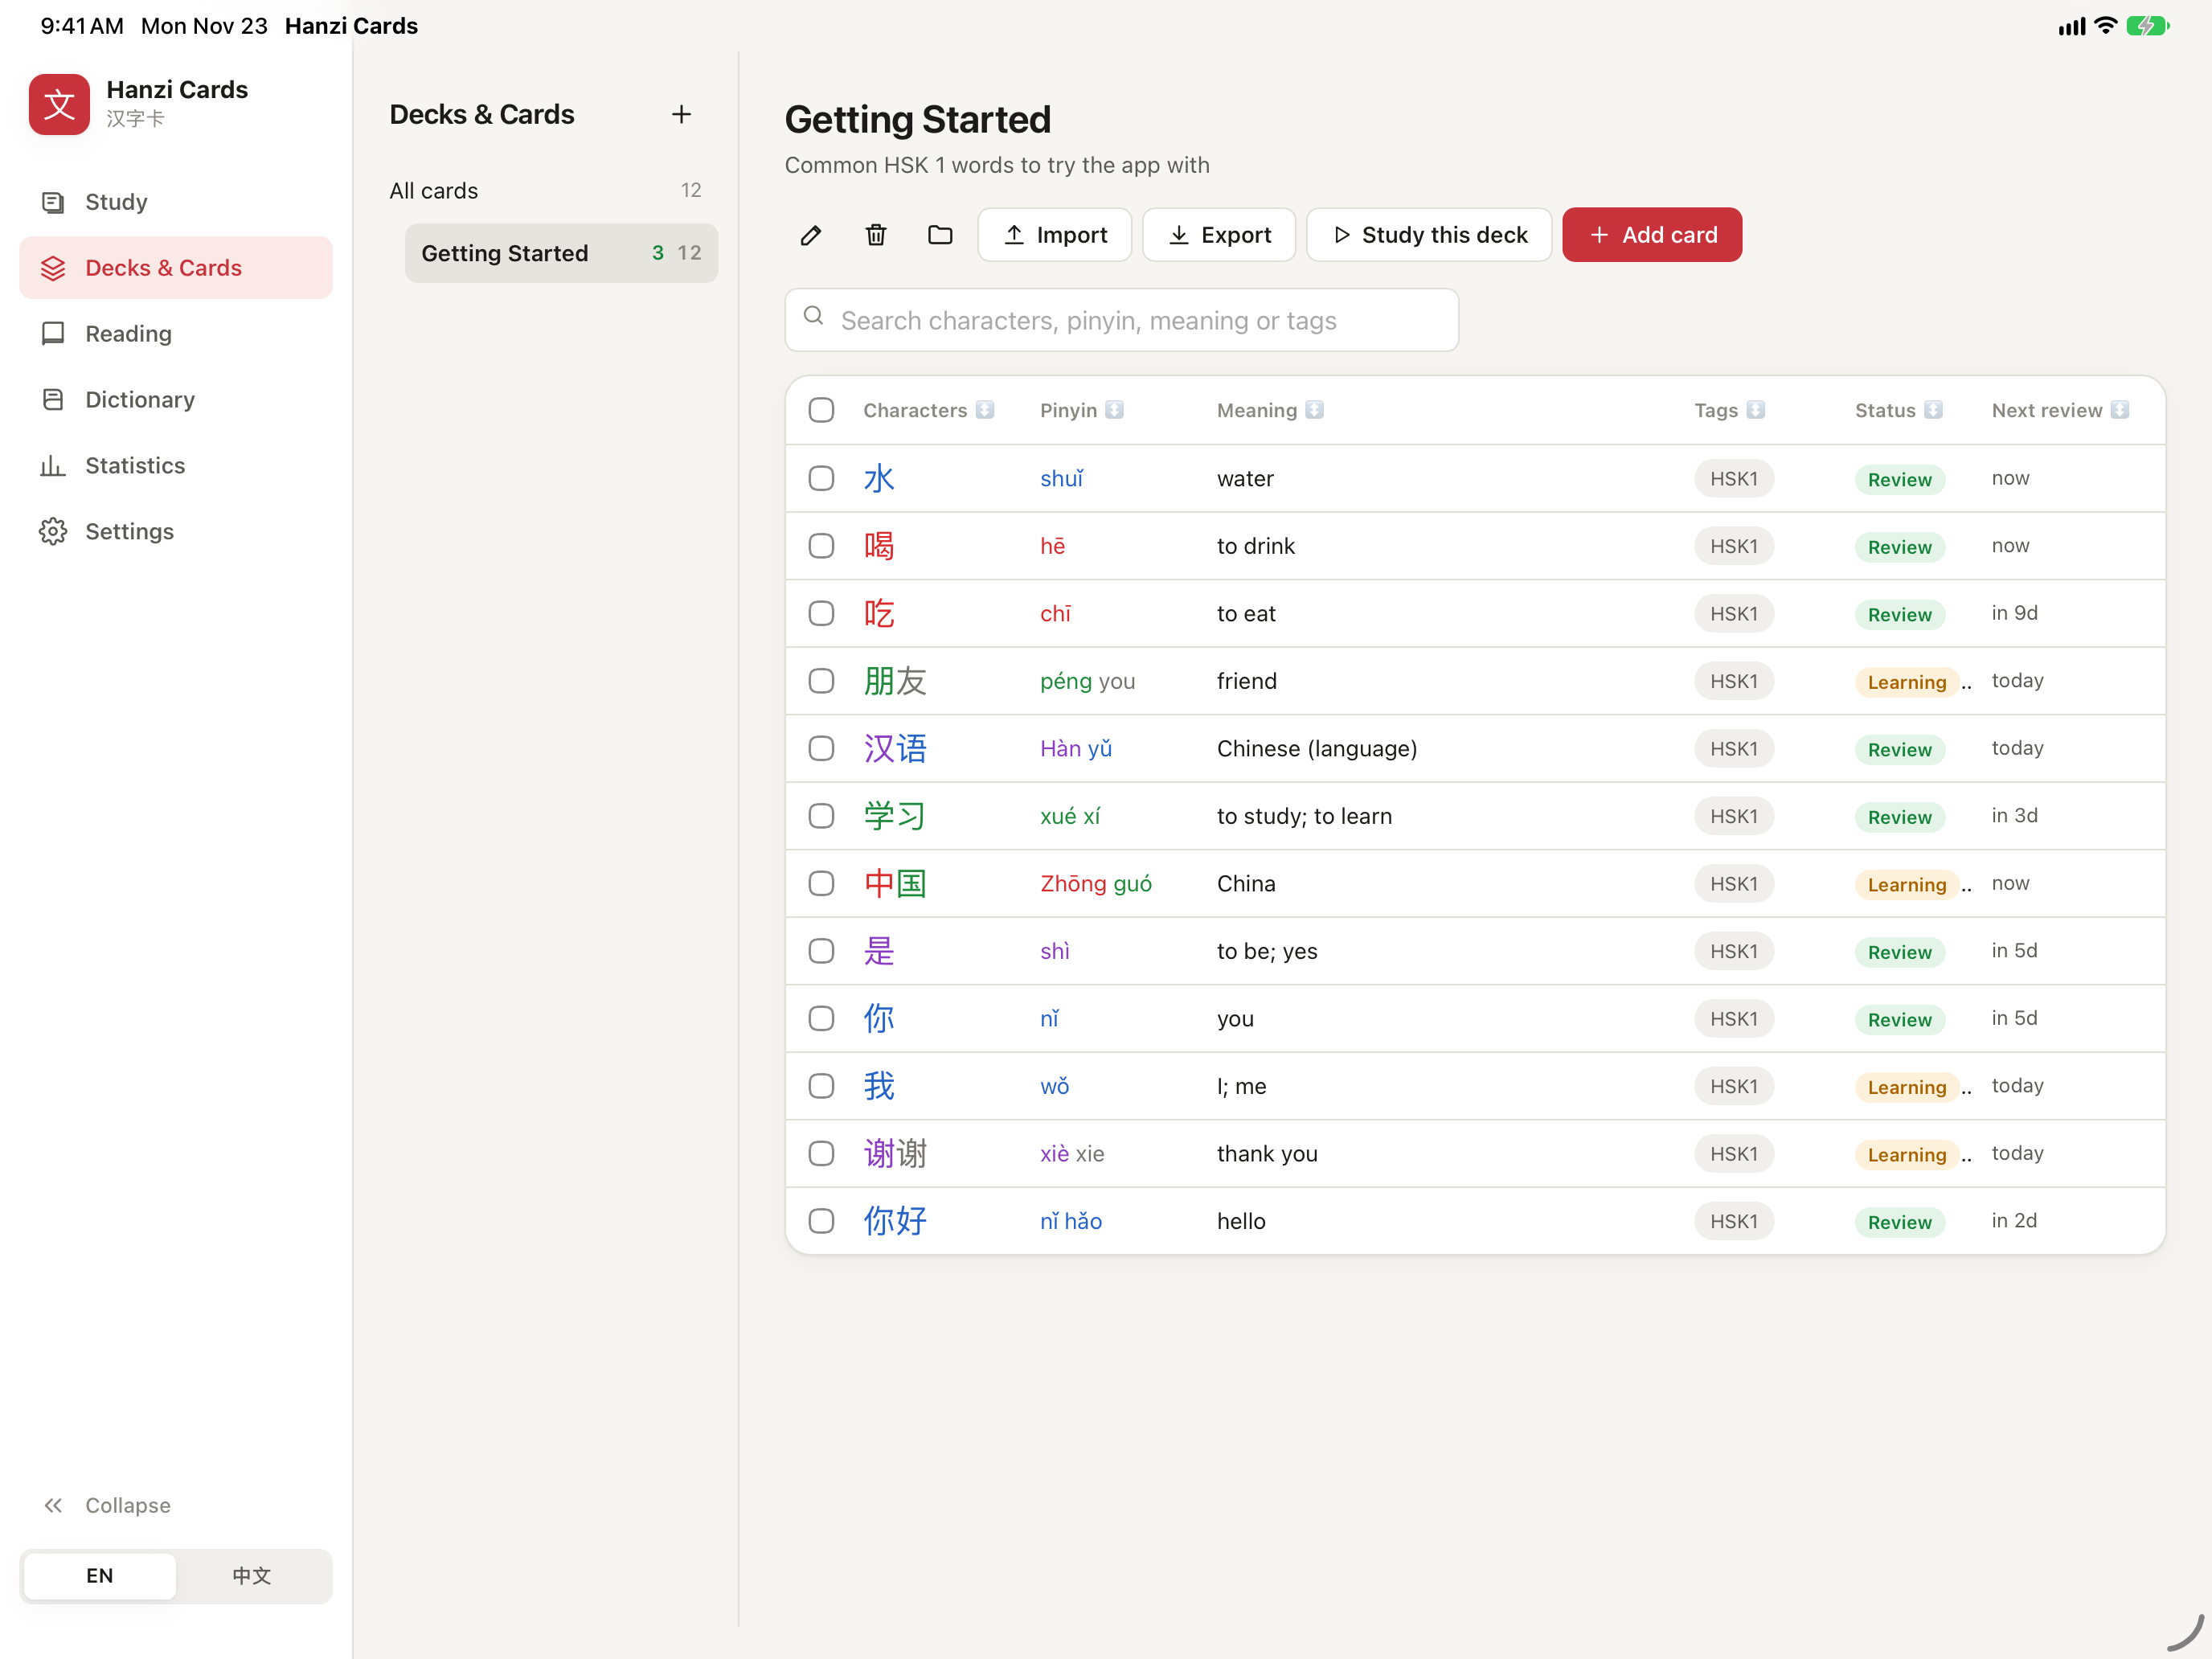 9:41 AM Mon Nov 23 Hanzi Cards
文
Hanzi Cards
汉字卡
Study
Decks & Cards
Reading
Dictionary
Statistics
Settings
Collapse
EN 中文
Decks & Cards
All cards 12
Getting Started 3 12
Getting Started
Common HSK 1 words to try the app with
Import Export Study this deck Add card
Search characters, pinyin, meaning or tags
Characters Pinyin Meaning Tags Status Next review
水 shuǐ water HSK1 Review now
喝 hē to drink HSK1 Review now
吃 chī to eat HSK1 Review in 9d
朋友 péng you friend HSK1 Learning .. today
汉语 Hàn yǔ Chinese (language) HSK1 Review today
学习 xué xí to study; to learn HSK1 Review in 3d
中国 Zhōng guó China HSK1 Learning .. now
是 shì to be; yes HSK1 Review in 5d
你 nǐ you HSK1 Review in 5d
我 wǒ I; me HSK1 Learning .. today
谢谢 xiè xie thank you HSK1 Learning .. today
你好 nǐ hǎo hello HSK1 Review in 2d